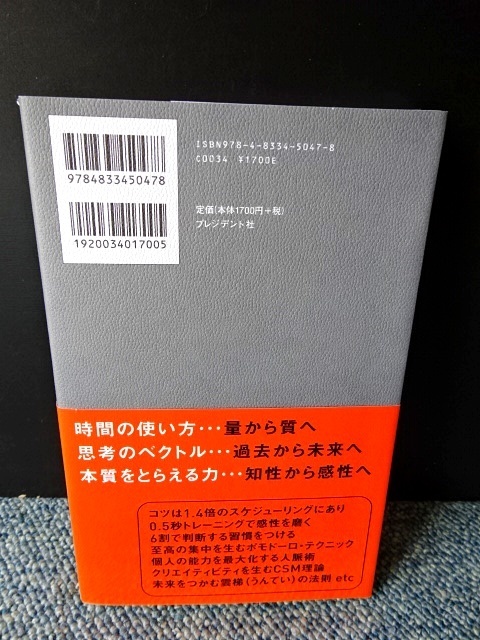 9784833450478
1920034017005
ISBN978-4-8334-5047-8
C0034 ¥1700E
定価(本体1700円+税)
プレジデント社
時間の使い方･･･量から質へ
思考のベクトル･･･過去から未来へ
本質をとらえる力･･･知性から感性へ
コツは1.4倍のスケジューリングにあり
0.5秒トレーニングで感性を磨く
6割で判断する習慣をつける
至高の集中を生むポモドーロ・テクニック
個人の能力を最大化する人脈術
クリエイティビティを生むCSM理論
未来をつかむ雲梯(うんてい)の法則 etc